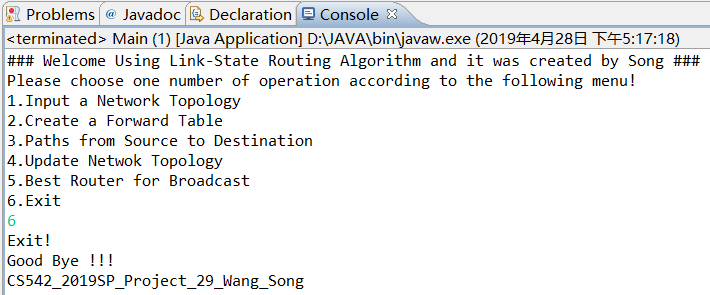 Problems @ Javadoc Declaration Console
<terminated> Main (1) [Java Application] D:\JAVA\bin\javaw.exe (2019年4月28日 下午5:17:18)
### Welcome Using Link-State Routing Algorithm and it was created by Song ###
Please choose one number of operation according to the following menu!
1.Input a Network Topology
2.Create a Forward Table
3.Paths from Source to Destination
4.Update Netwok Topology
5.Best Router for Broadcast
6.Exit
6
Exit!
Good Bye !!!
CS542_2019SP_Project_29_Wang_Song